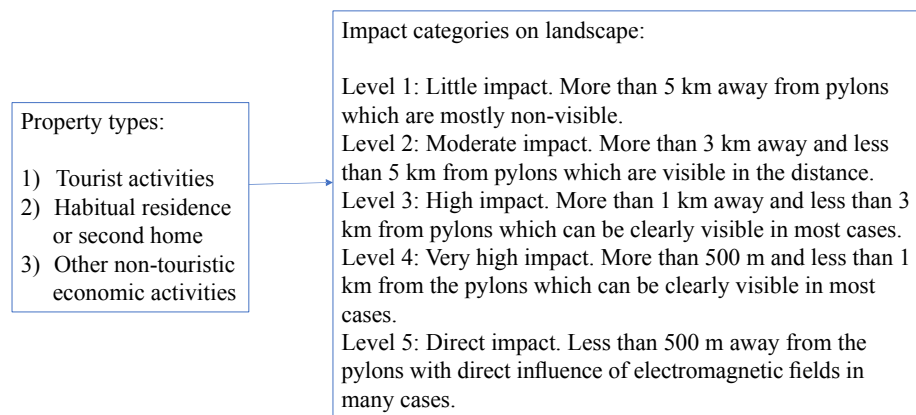 Property types:
1) Tourist activities
2) Habitual residence
or second home
3) Other non-touristic
economic activities
Impact categories on landscape:
Level 1: Little impact. More than 5 km away from pylons
which are mostly non-visible.
Level 2: Moderate impact. More than 3 km away and less
than 5 km from pylons which are visible in the distance.
Level 3: High impact. More than 1 km away and less than 3
km from pylons which can be clearly visible in most cases.
Level 4: Very high impact. More than 500 m and less than 1
km from the pylons which can be clearly visible in most
cases.
Level 5: Direct impact. Less than 500 m away from the
pylons with direct influence of electromagnetic fields in
many cases.